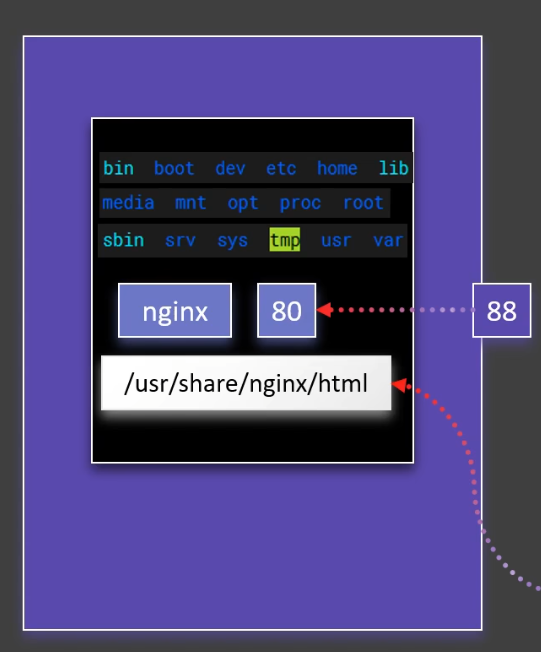 bin boot dev etc home lib
media mnt opt proc root
sbin srv sys tmp usr var
nginx 80 88
/usr/share/nginx/html